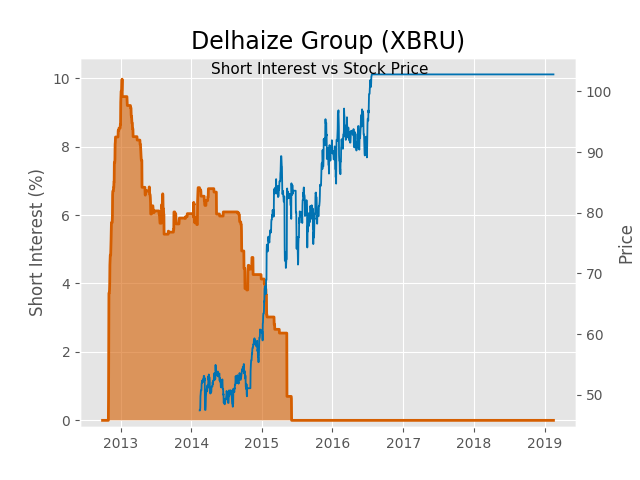 Delhaize Group (XBRU)
Short Interest vs Stock Price
10
8
6
4
2
0
Short Interest (%)
100
90
80
70
60
50
Price
2013 2014 2015 2016 2017 2018 2019